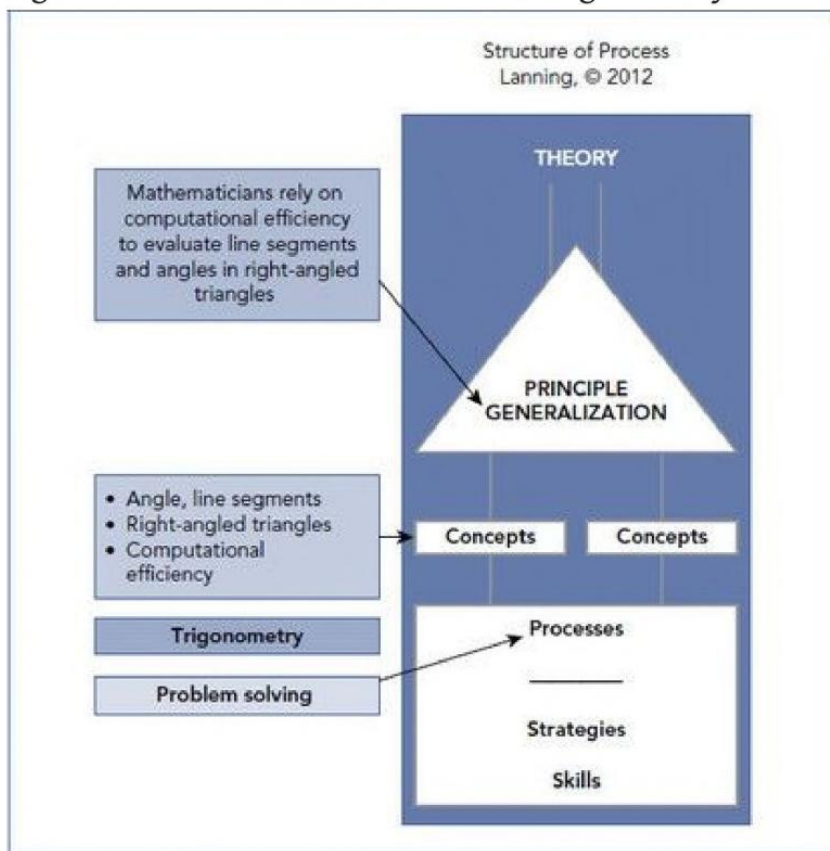 Structure of Process
Lanning, © 2012
THEORY
Mathematicians rely on
computational efficiency
to evaluate line segments
and angles in right-angled
triangles
PRINCIPLE
GENERALIZATION
• Angle, line segments
• Right-angled triangles
• Computational
efficiency
Concepts
Concepts
Trigonometry
Problem solving
Processes
Strategies
Skills